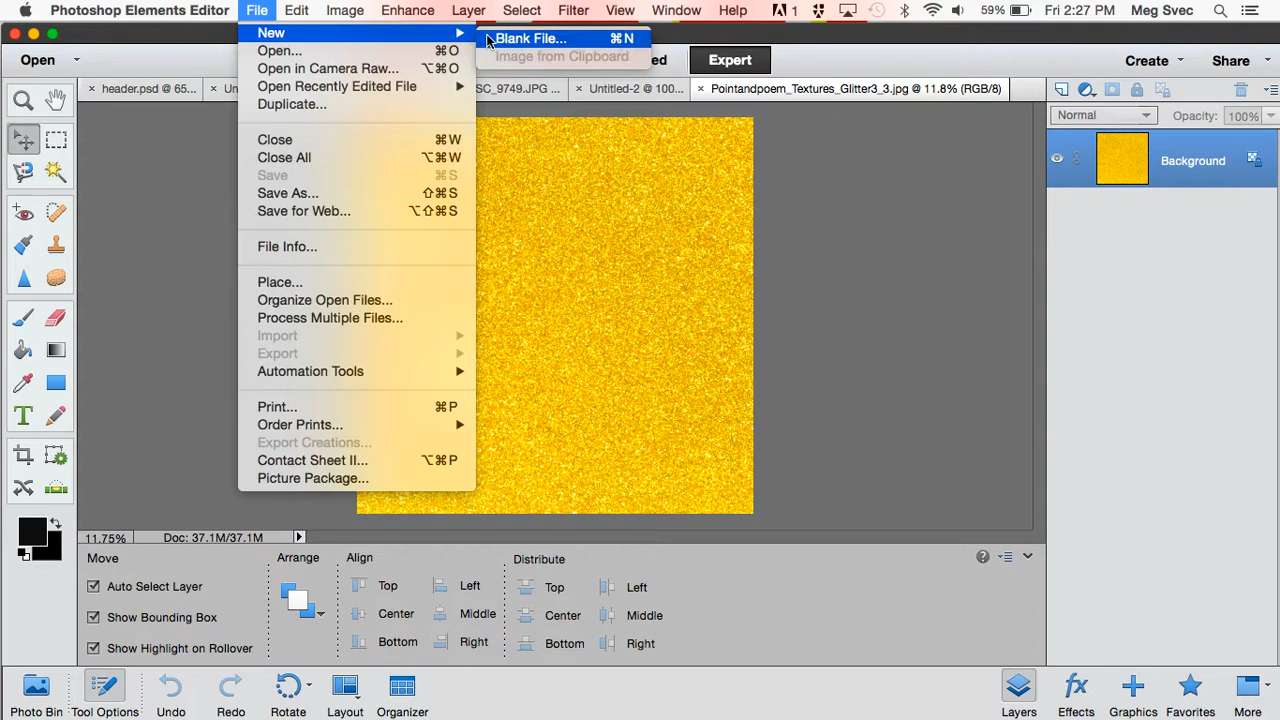 Photoshop Elements Editor File Edit Image Enhance Layer Select Filter View Window Help 1 59% Fri 2:27 PM Meg Svec
Open Expert Create Share
× header.psd @ 65... × SC_9749.JPG ... × Untitled-2 @ 100... × Pointandpoem_Textures_Glitter3_3.jpg @ 11.8% (RGB/8)
New
Open... ⌘O
Open in Camera Raw... ⌥⌘O
Open Recently Edited File
Duplicate...
Close ⌘W
Close All ⌥⌘W
Save ⌘S
Save As... ⇧⌘S
Save for Web... ⌥⇧⌘S
File Info...
Place...
Organize Open Files...
Process Multiple Files...
Import
Export
Automation Tools
Print... ⌘P
Order Prints...
Export Creations...
Contact Sheet II... ⌥⌘P
Picture Package...
Blank File... ⌘N
Image from Clipboard
Normal Opacity: 100%
Background
11.75% Doc: 37.1M/37.1M
Move Arrange Align Distribute
Auto Select Layer Top Left Top Left
Show Bounding Box Center Middle Center Middle
Show Highlight on Rollover Bottom Right Bottom Right
Photo Bin Tool Options Undo Redo Rotate Layout Organizer Layers Effects Graphics Favorites More